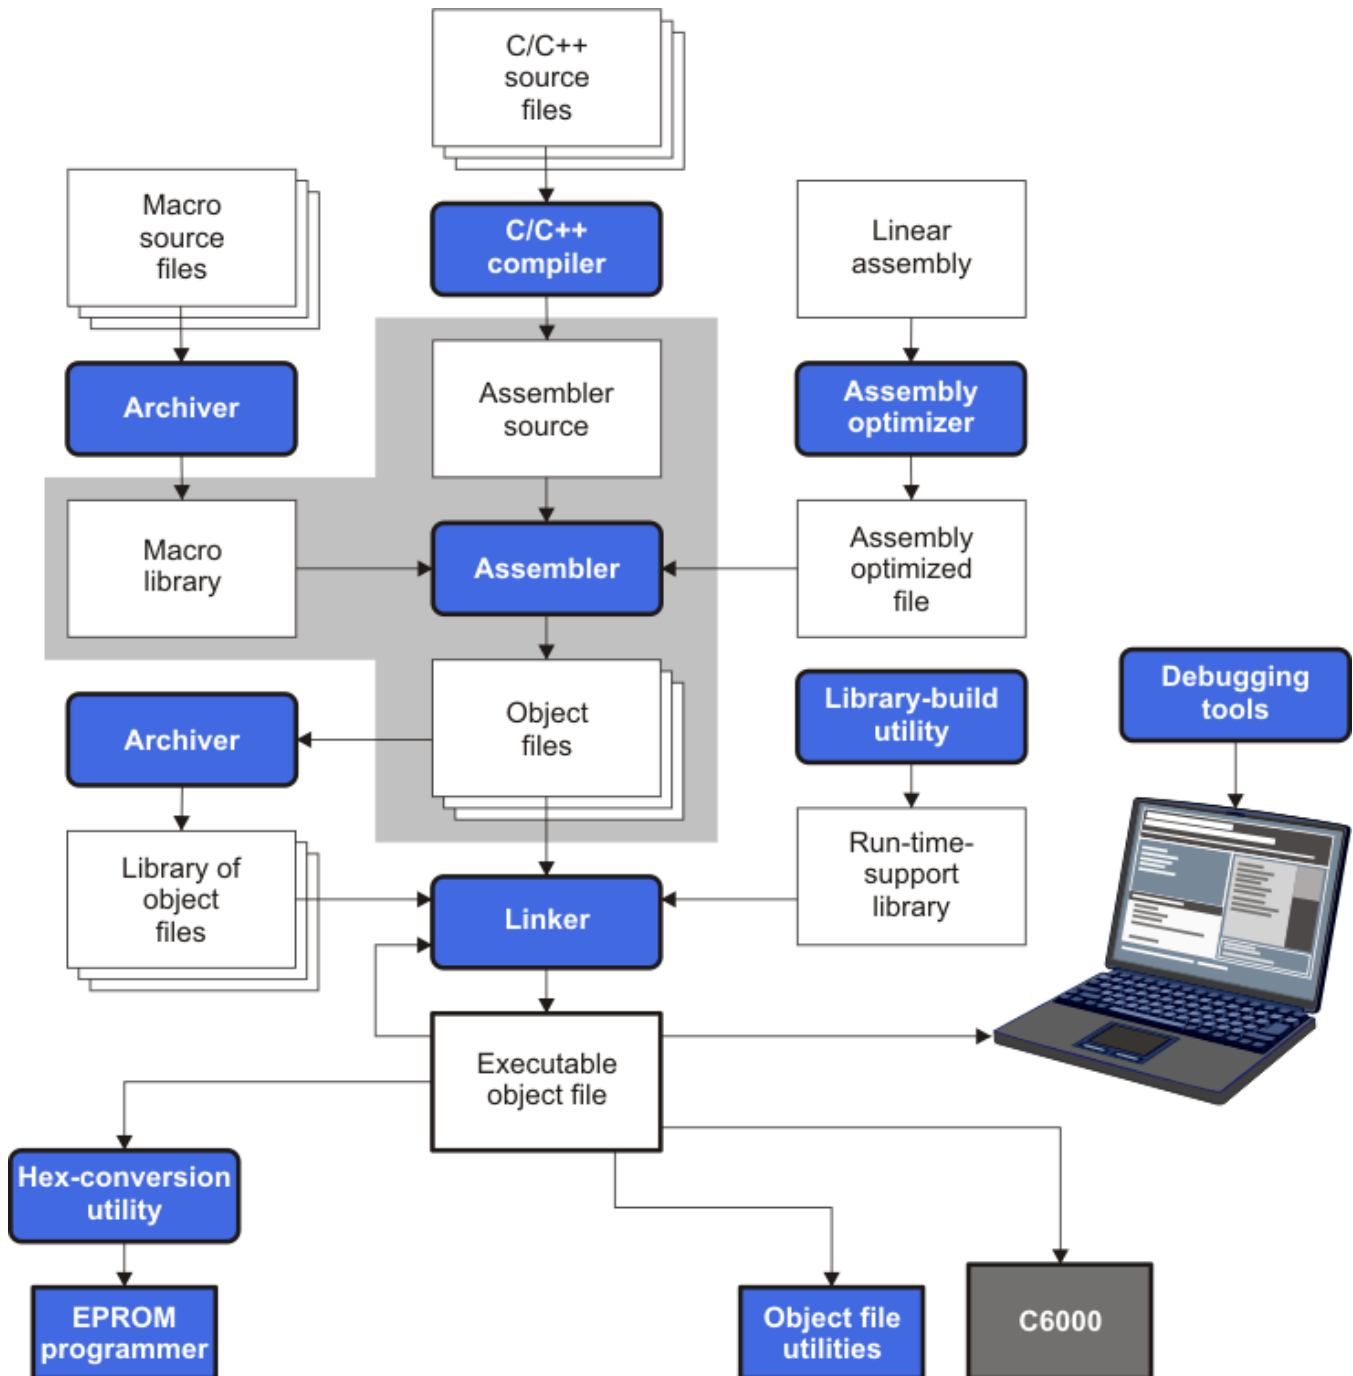 C/C++
source
files
Macro
source
files
C/C++
compiler
Linear
assembly
Archiver
Assembler
source
Assembly
optimizer
Macro
library
Assembler
Assembly
optimized
file
Archiver
Object
files
Library-build
utility
Debugging
tools
Library of
object
files
Linker
Run-time-
support
library
Executable
object file
Hex-conversion
utility
EPROM
programmer
Object file
utilities
C6000